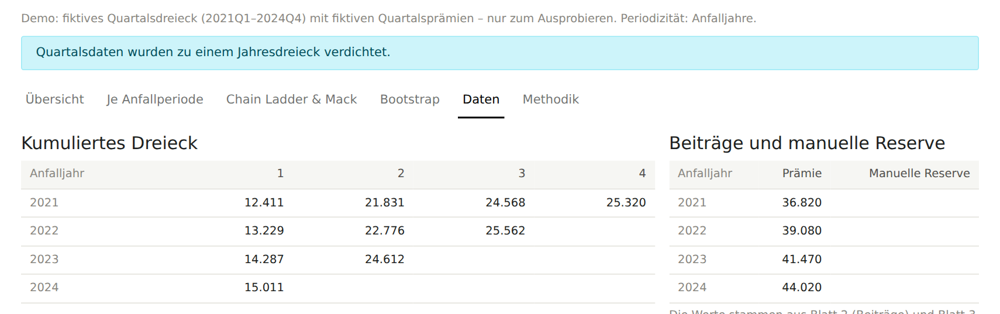 Demo: fiktives Quartalsdreieck (2021Q1–2024Q4) mit fiktiven Quartalsprämien – nur zum Ausprobieren. Periodizität: Anfalljahre.
Quartalsdaten wurden zu einem Jahresdreieck verdichtet.
Übersicht Je Anfallperiode Chain Ladder & Mack Bootstrap Daten Methodik
Kumuliertes Dreieck
Anfalljahr 1 2 3 4
2021 12.411 21.831 24.568 25.320
2022 13.229 22.776 25.562
2023 14.287 24.612
2024 15.011
Beiträge und manuelle Reserve
Anfalljahr Prämie Manuelle Reserve
2021 36.820
2022 39.080
2023 41.470
2024 44.020
Die Werte stammen aus Blatt 2 (Beiträge) und Blatt 3